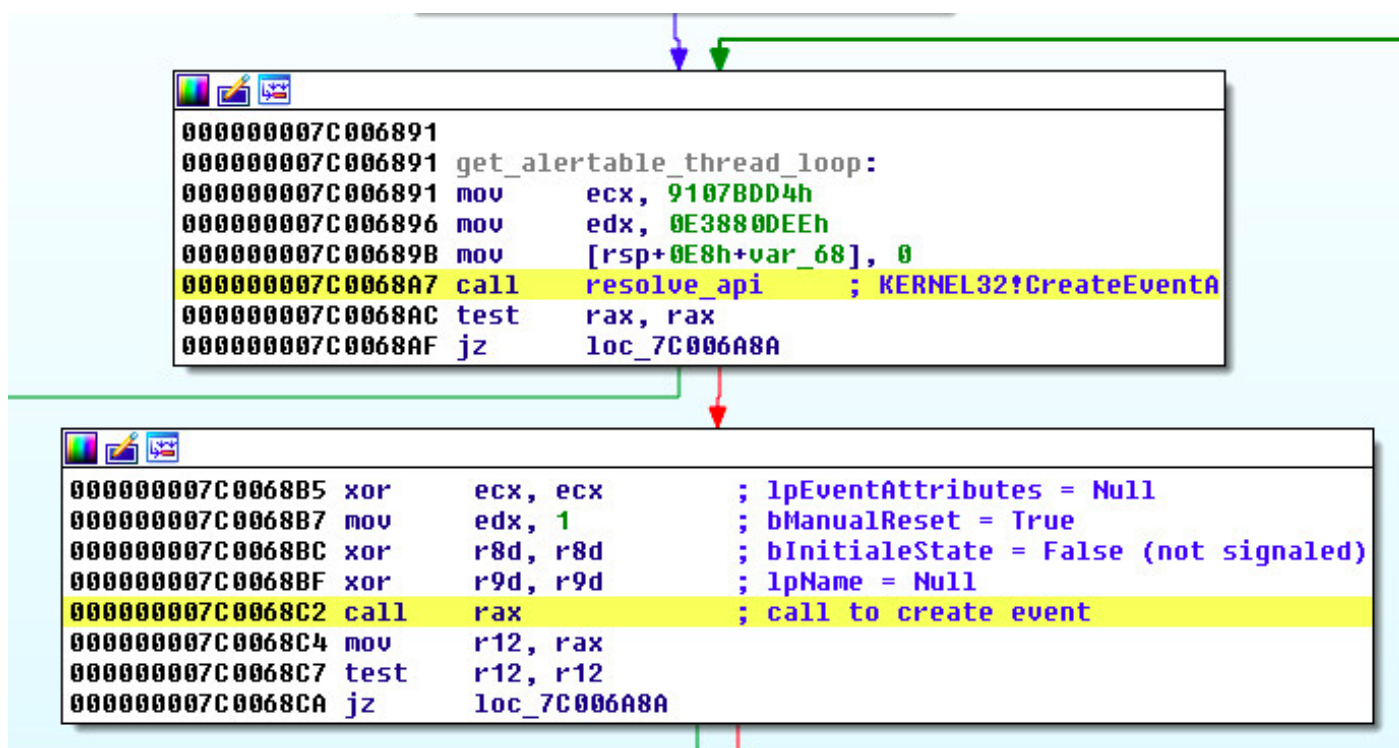 000000007C006891
000000007C006891 get_alertable_thread_loop:
000000007C006891 mov ecx, 9107BDD4h
000000007C006896 mov edx, 0E3880DEEh
000000007C00689B mov [rsp+0E8h+var_68], 0
000000007C0068A7 call resolve_api ; KERNEL32!CreateEventA
000000007C0068AC test rax, rax
000000007C0068AF jz loc_7C006A8A
000000007C0068B5 xor ecx, ecx ; lpEventAttributes = Null
000000007C0068B7 mov edx, 1 ; bManualReset = True
000000007C0068BC xor r8d, r8d ; bInitialeState = False (not signaled)
000000007C0068BF xor r9d, r9d ; lpName = Null
000000007C0068C2 call rax ; call to create event
000000007C0068C4 mov r12, rax
000000007C0068C7 test r12, r12
000000007C0068CA jz loc_7C006A8A